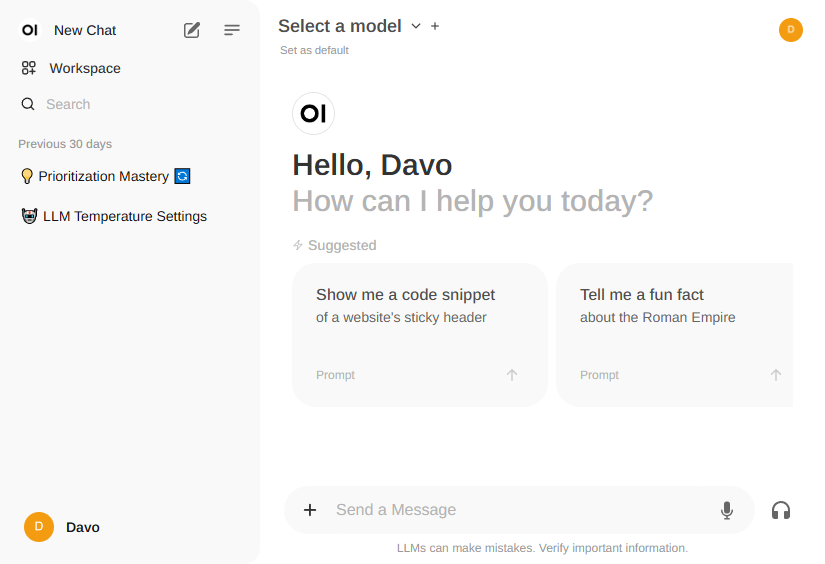 OI New Chat
Workspace
Search
Previous 30 days
Prioritization Mastery
LLM Temperature Settings
D Davo
Select a model
Set as default
D
OI
Hello, Davo
How can I help you today?
Suggested
Show me a code snippet
of a website's sticky header
Prompt
Tell me a fun fact
about the Roman Empire
Prompt
Send a Message
LLMs can make mistakes. Verify important information.